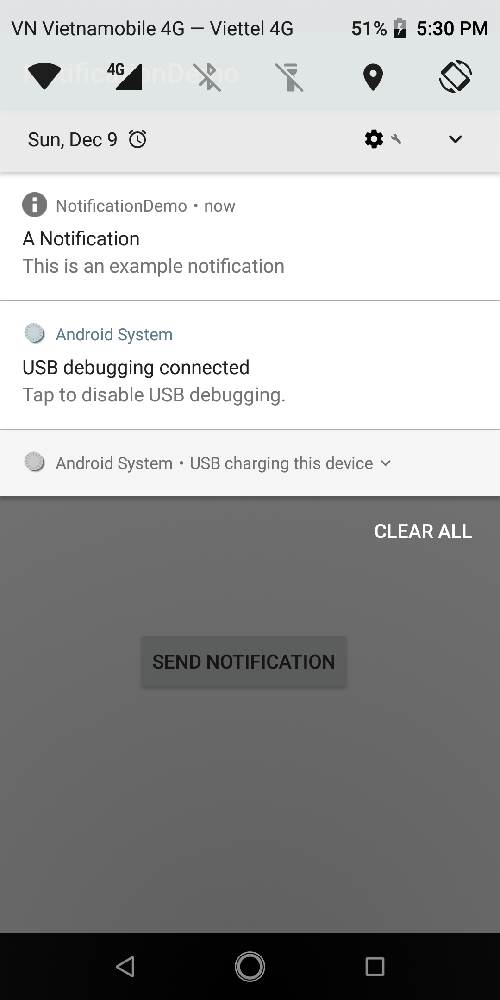 VN Vietnamobile 4G — Viettel 4G 51% 5:30 PM
NotificationDemo
4G
Sun, Dec 9
NotificationDemo • now
A Notification
This is an example notification
Android System
USB debugging connected
Tap to disable USB debugging.
Android System • USB charging this device
CLEAR ALL
SEND NOTIFICATION